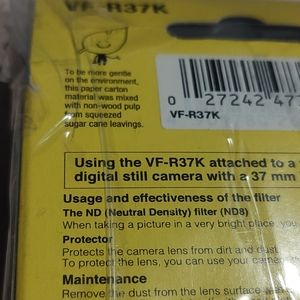 VF-R37K
To be more gentle
on the environment,
this paper carton
material was mixed
with non-wood pulp
from squeezed
sugar cane leavings.
0 27242 47
VF-R37K
Using the VF-R37K attached to a
digital still camera with a 37 mm
Usage and effectiveness of the filter
The ND (Neutral Density) filter (ND8)
When taking a picture in a very bright place, you
Protector
Protects the camera lens from dirt and dust.
To protect the lens, you can use your camera
Maintenance
Remove the dust from the lens surface